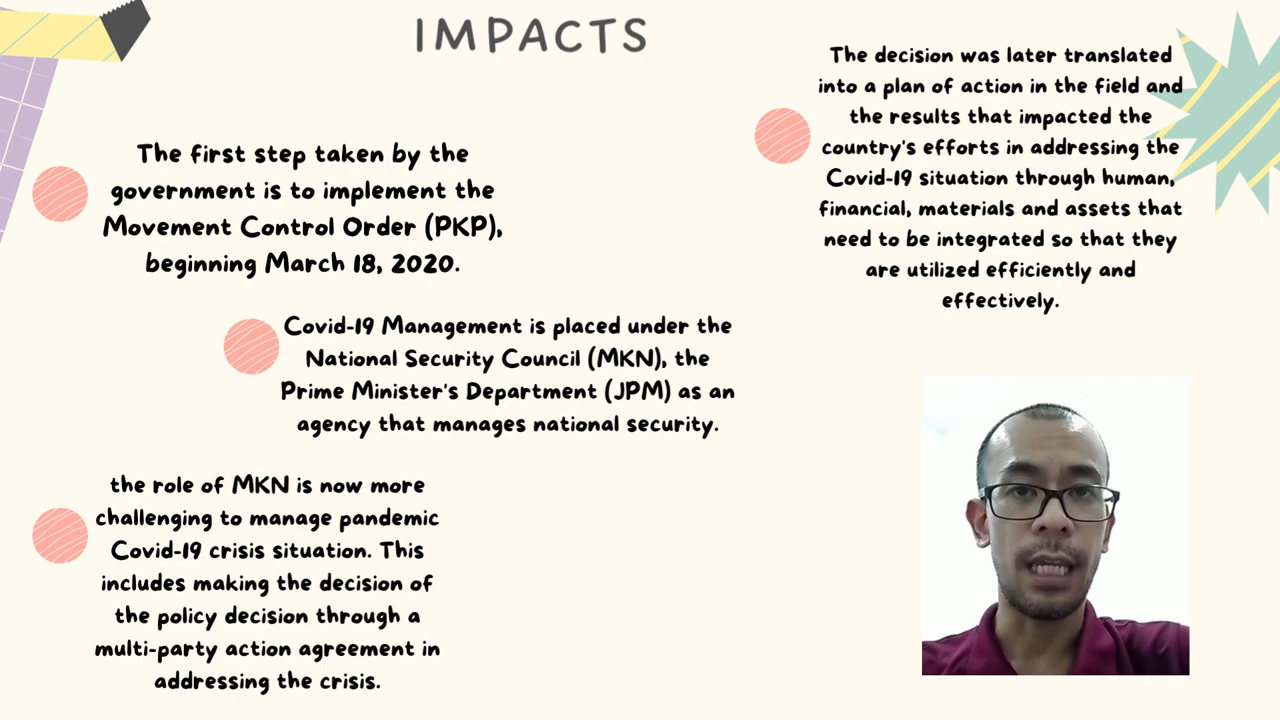 IMPACTS
The first step taken by the
government is to implement the
Movement Control Order (PKP),
beginning March 18, 2020.
Covid-19 Management is placed under the
National Security Council (MKN), the
Prime Minister's Department (JPM) as an
agency that manages national security.
the role of MKN is now more
challenging to manage pandemic
Covid-19 crisis situation. This
includes making the decision of
the policy decision through a
multi-party action agreement in
addressing the crisis.
The decision was later translated
into a plan of action in the field and
the results that impacted the
country's efforts in addressing the
Covid-19 situation through human,
financial, materials and assets that
need to be integrated so that they
are utilized efficiently and
effectively.